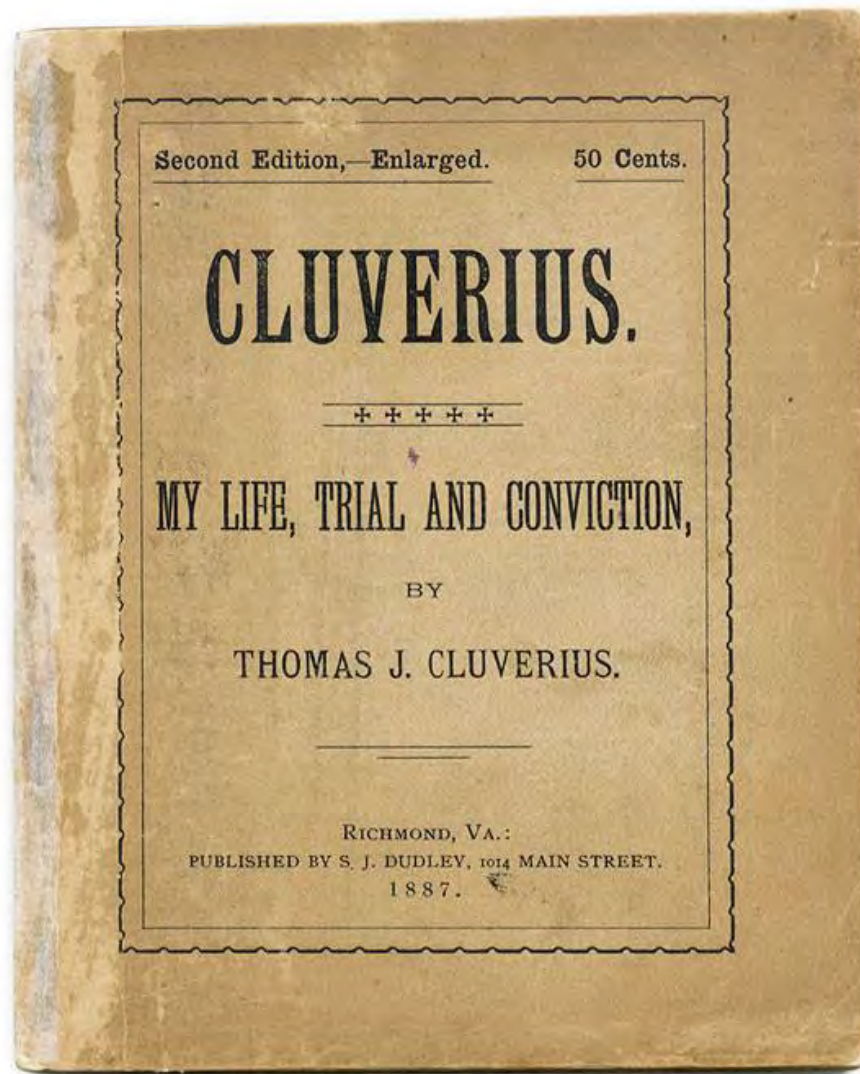 Second Edition,—Enlarged. 50 Cents.
CLUVERIUS.
MY LIFE, TRIAL AND CONVICTION,
BY
THOMAS J. CLUVERIUS.
RICHMOND, VA.:
PUBLISHED BY S. J. DUDLEY, 1014 MAIN STREET.
1887.